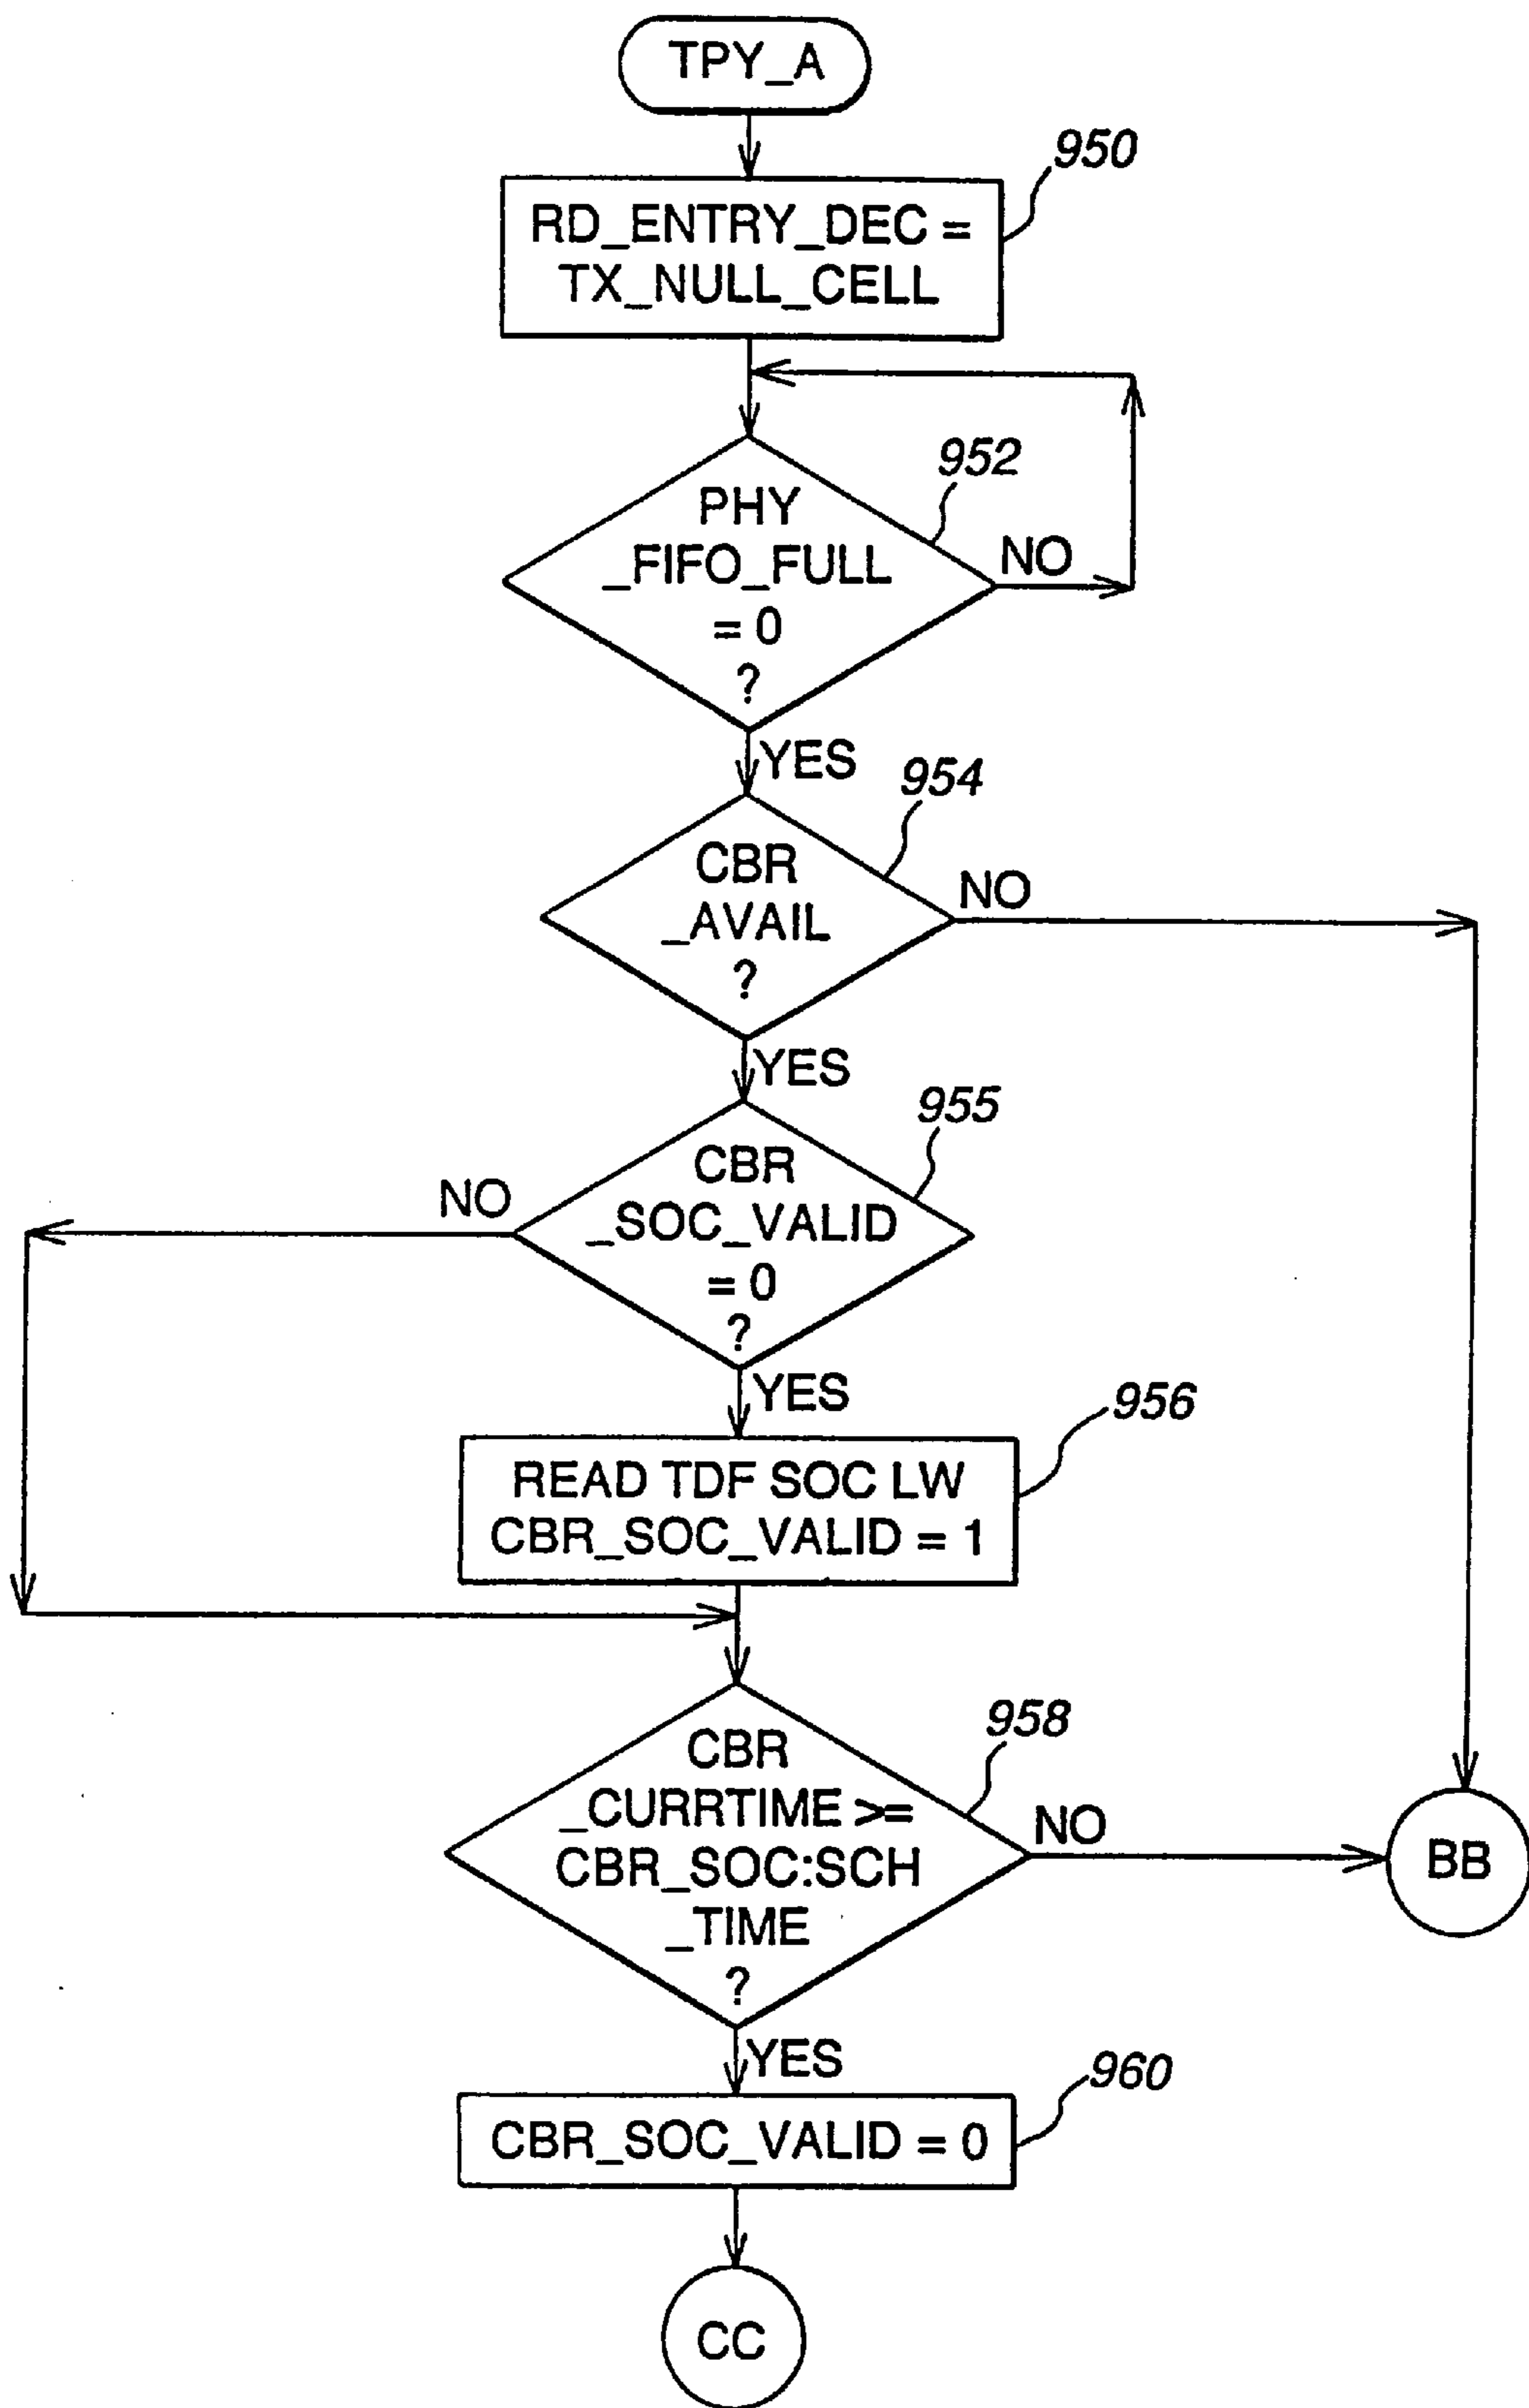 TPY_A
950
RD_ENTRY_DEC =
TX_NULL_CELL
952
PHY
_FIFO_FULL
= 0
?
NO
YES
954
CBR
_AVAIL
?
NO
YES
955
CBR
_SOC_VALID
= 0
?
NO
YES
956
READ TDF SOC LW
CBR_SOC_VALID = 1
958
CBR
_CURRTIME >=
CBR_SOC:SCH
_TIME
?
NO
BB
YES
960
CBR_SOC_VALID = 0
CC